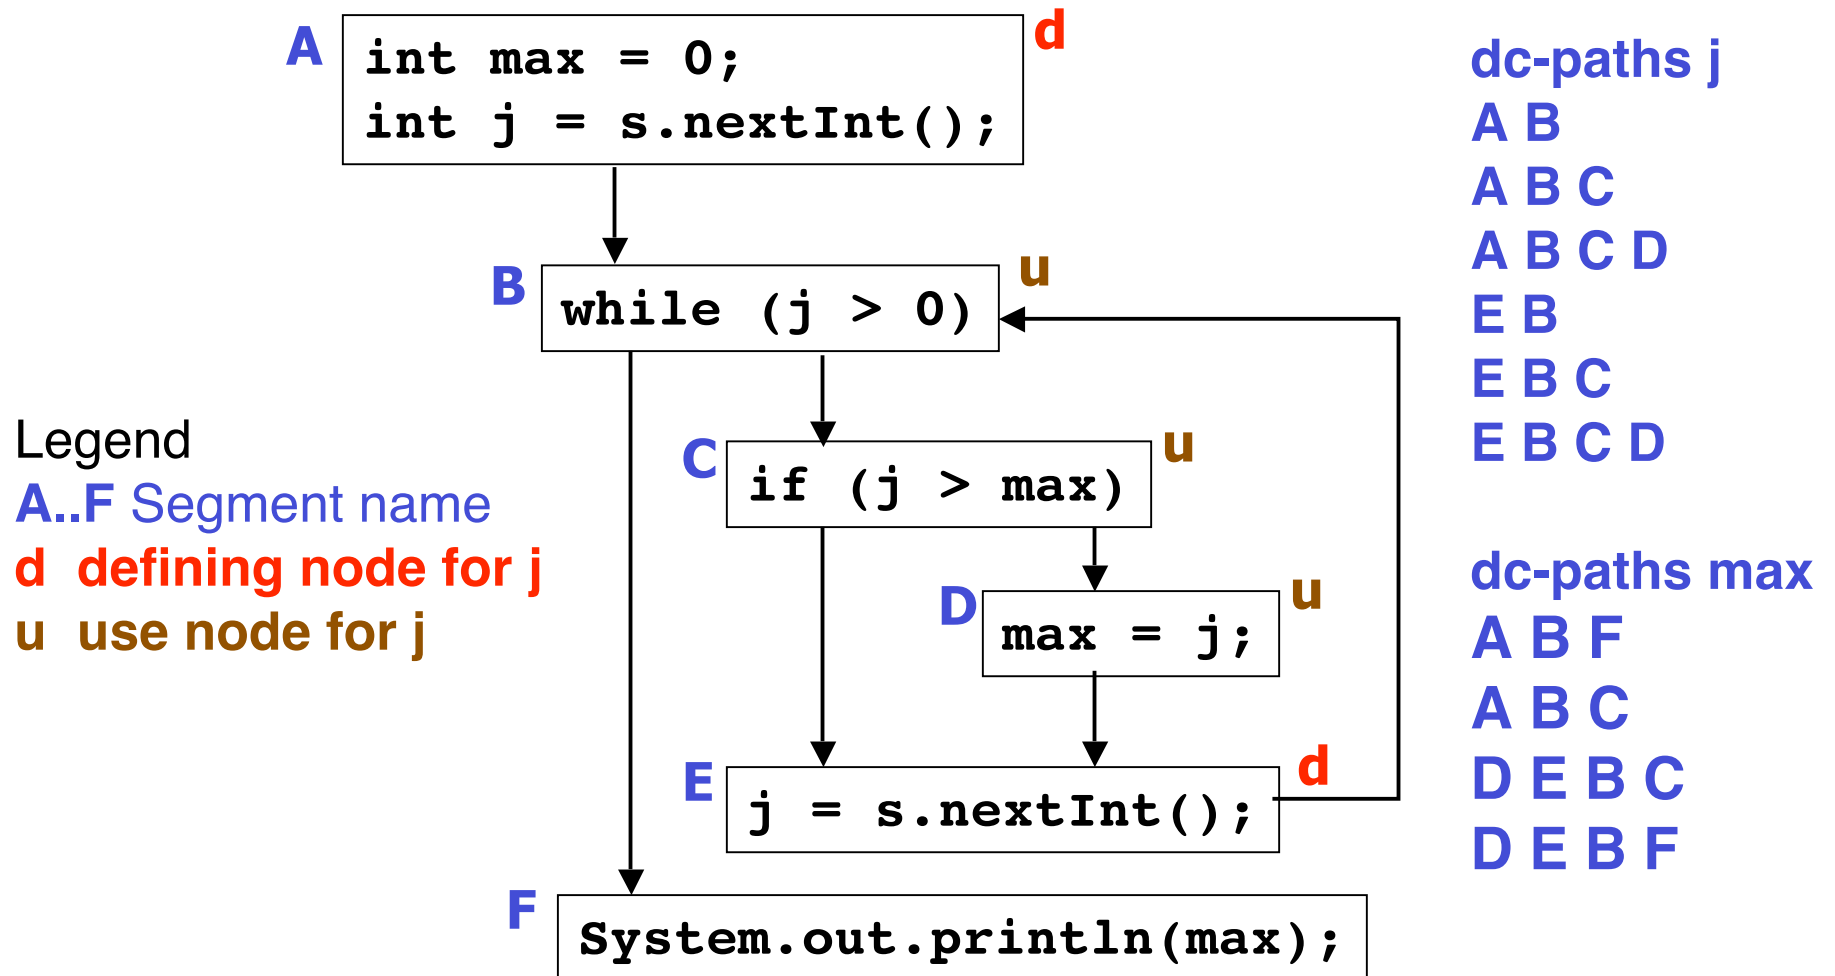 A
int max = 0;
int j = s.nextInt();
d
B
while (j > 0)
u
C
if (j > max)
u
D
max = j;
u
E
j = s.nextInt();
d
F
System.out.println(max);
Legend
A..F Segment name
d defining node for j
u use node for j
dc-paths j
A B
A B C
A B C D
E B
E B C
E B C D
dc-paths max
A B F
A B C
D E B C
D E B F